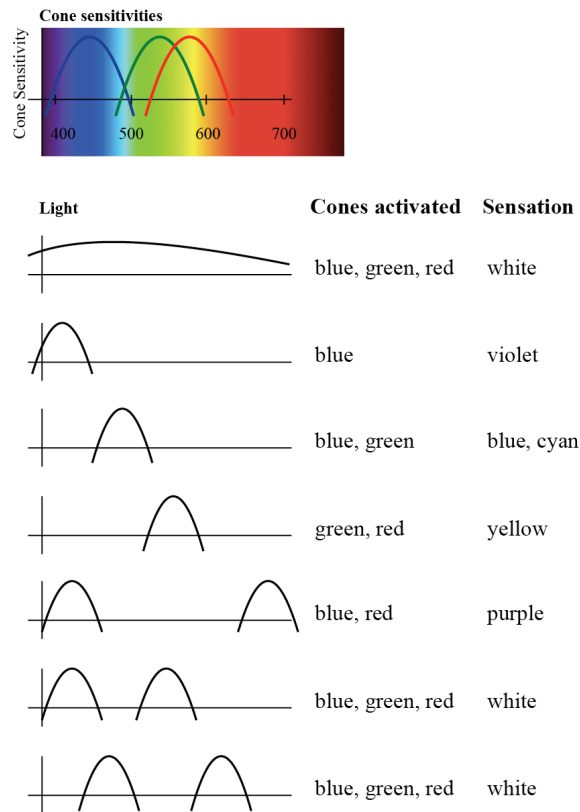 Cone sensitivities
Cone Sensitivity
400 500 600 700
Light Cones activated Sensation
blue, green, red white
blue violet
blue, green blue, cyan
green, red yellow
blue, red purple
blue, green, red white
blue, green, red white